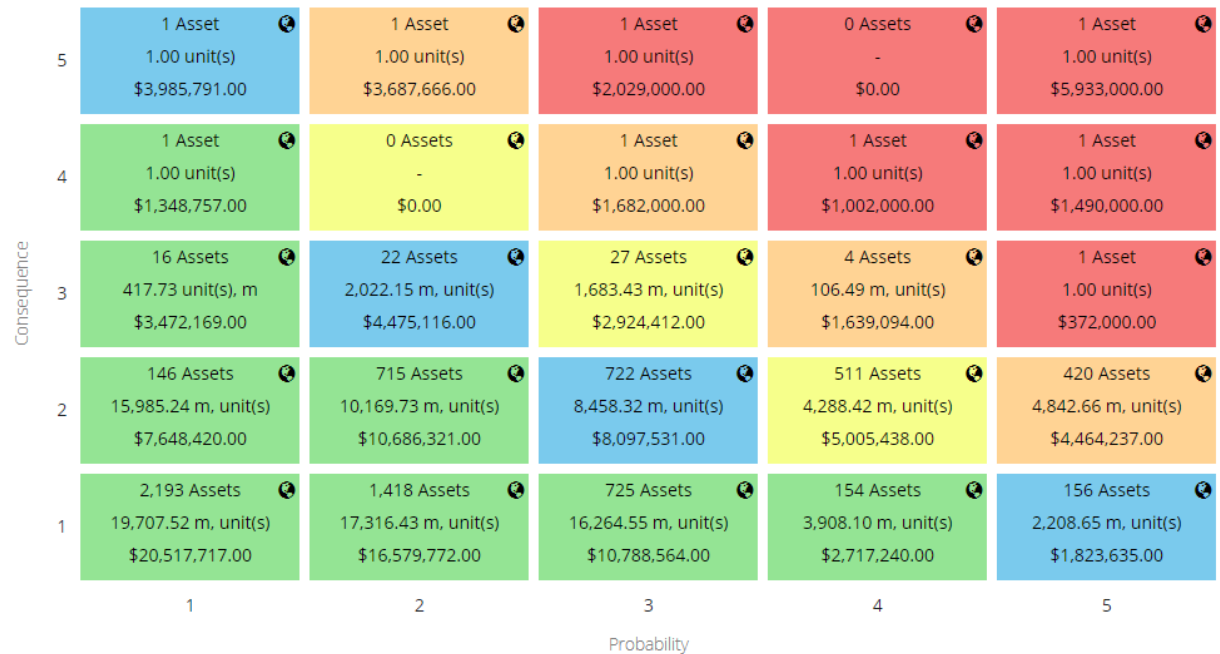 1 Asset
1.00 unit(s)
$3,985,791.00
1 Asset
1.00 unit(s)
$3,687,666.00
1 Asset
1.00 unit(s)
$2,029,000.00
0 Assets
-
$0.00
1 Asset
1.00 unit(s)
$5,933,000.00
5
1 Asset
1.00 unit(s)
$1,348,757.00
0 Assets
-
$0.00
1 Asset
1.00 unit(s)
$1,682,000.00
1 Asset
1.00 unit(s)
$1,002,000.00
1 Asset
1.00 unit(s)
$1,490,000.00
4
Consequence
16 Assets
417.73 unit(s), m
$3,472,169.00
22 Assets
2,022.15 m, unit(s)
$4,475,116.00
27 Assets
1,683.43 m, unit(s)
$2,924,412.00
4 Assets
106.49 m, unit(s)
$1,639,094.00
1 Asset
1.00 unit(s)
$372,000.00
3
146 Assets
15,985.24 m, unit(s)
$7,648,420.00
715 Assets
10,169.73 m, unit(s)
$10,686,321.00
722 Assets
8,458.32 m, unit(s)
$8,097,531.00
511 Assets
4,288.42 m, unit(s)
$5,005,438.00
420 Assets
4,842.66 m, unit(s)
$4,464,237.00
2
2,193 Assets
19,707.52 m, unit(s)
$20,517,717.00
1,418 Assets
17,316.43 m, unit(s)
$16,579,772.00
725 Assets
16,264.55 m, unit(s)
$10,788,564.00
154 Assets
3,908.10 m, unit(s)
$2,717,240.00
156 Assets
2,208.65 m, unit(s)
$1,823,635.00
1
1
2
3
4
5
Probability